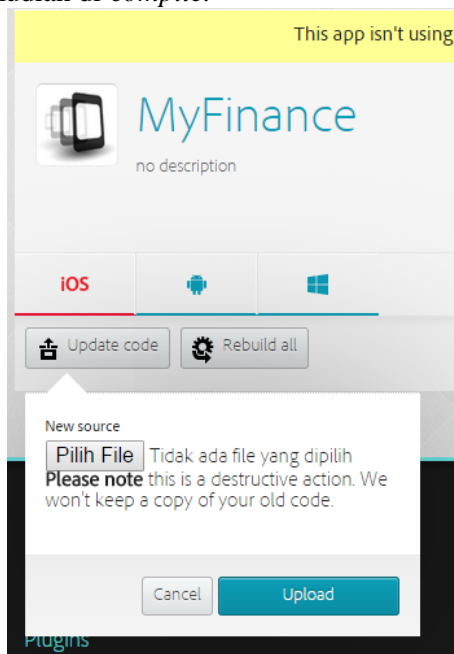 di compile.
This app isn't using
MyFinance
no description
iOS
Update code
Rebuild all
New source
Pilih File Tidak ada file yang dipilih
Please note this is a destructive action. We
won't keep a copy of your old code.
Cancel
Upload
Plugins